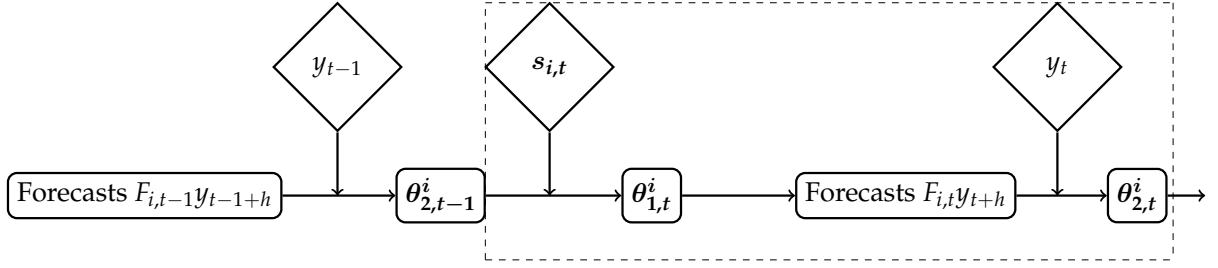 y_{t−1}
s_{i,t}
y_t
Forecasts F_{i,t−1}y_{t−1+h}
θ^i_{2,t−1}
θ^i_{1,t}
Forecasts F_{i,t}y_{t+h}
θ^i_{2,t}